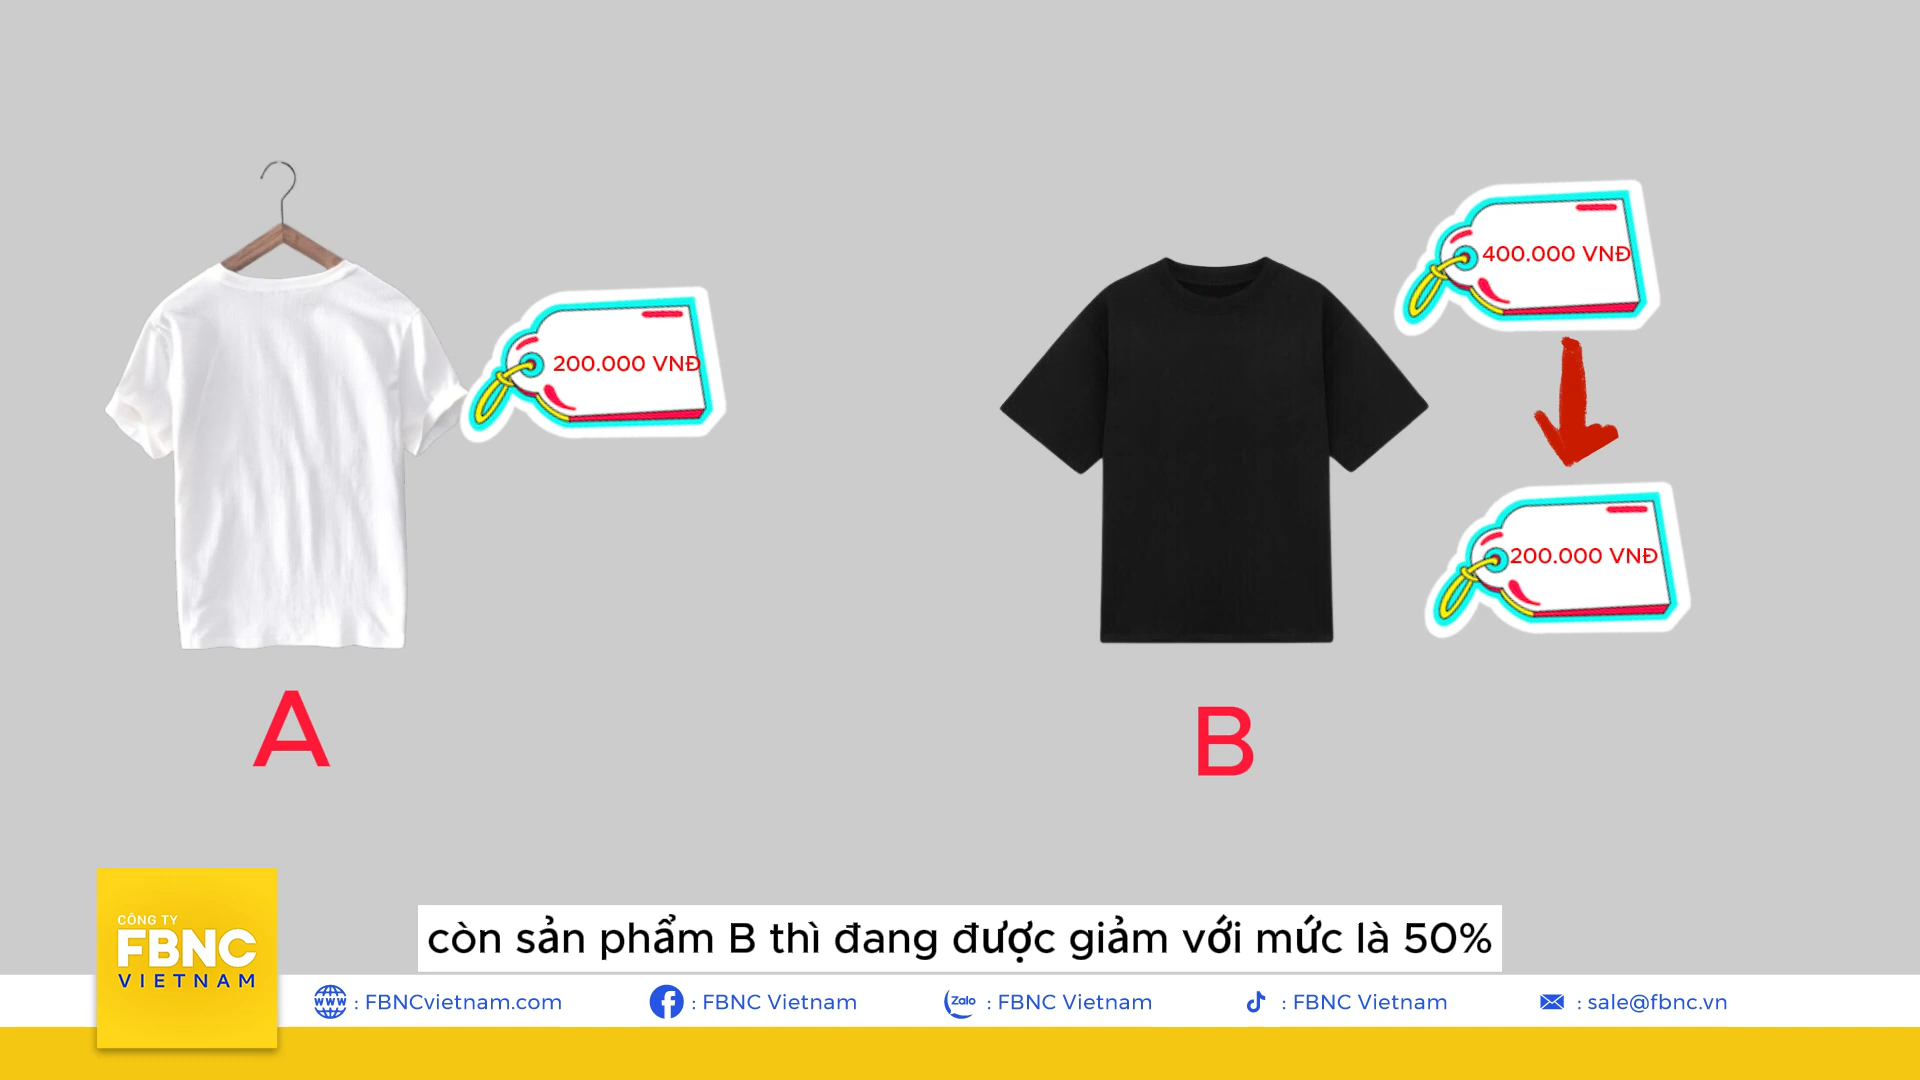 400.000 VNĐ
200.000 VNĐ
200.000 VNĐ
A
B
còn sản phẩm B thì đang được giảm với mức là 50%
CÔNG TY
FBNC
VIETNAM
www : FBNCvietnam.com
: FBNC Vietnam
Zalo : FBNC Vietnam
: FBNC Vietnam
: sale@fbnc.vn